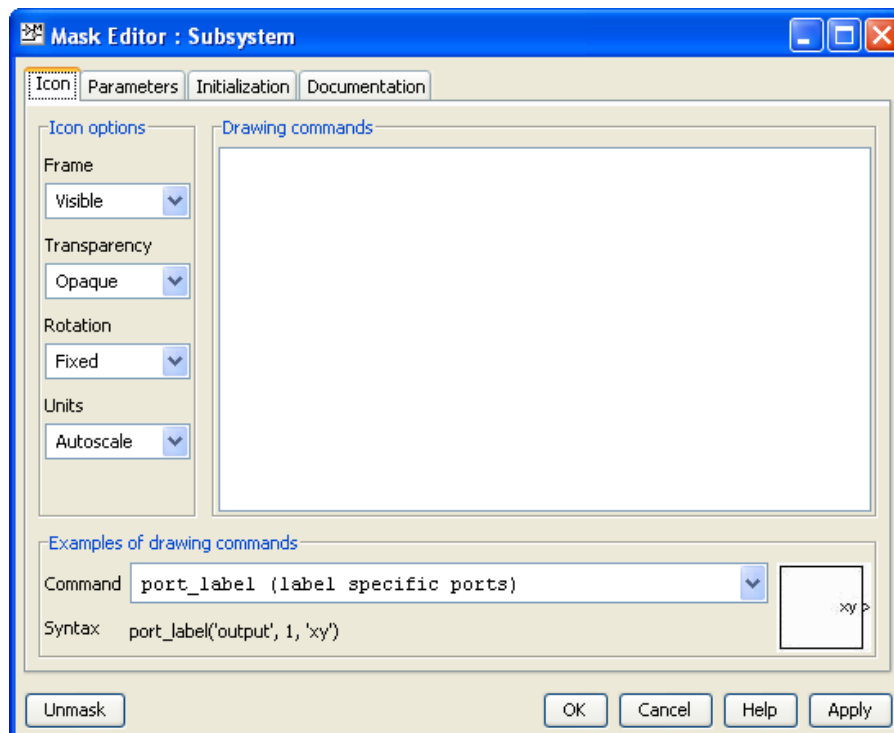 Mask Editor : Subsystem
Icon Parameters Initialization Documentation
Icon options
Drawing commands
Frame
Visible
Transparency
Opaque
Rotation
Fixed
Units
Autoscale
Examples of drawing commands
Command port_label (label specific ports)
xy >
Syntax port_label('output', 1, 'xy')
Unmask OK Cancel Help Apply